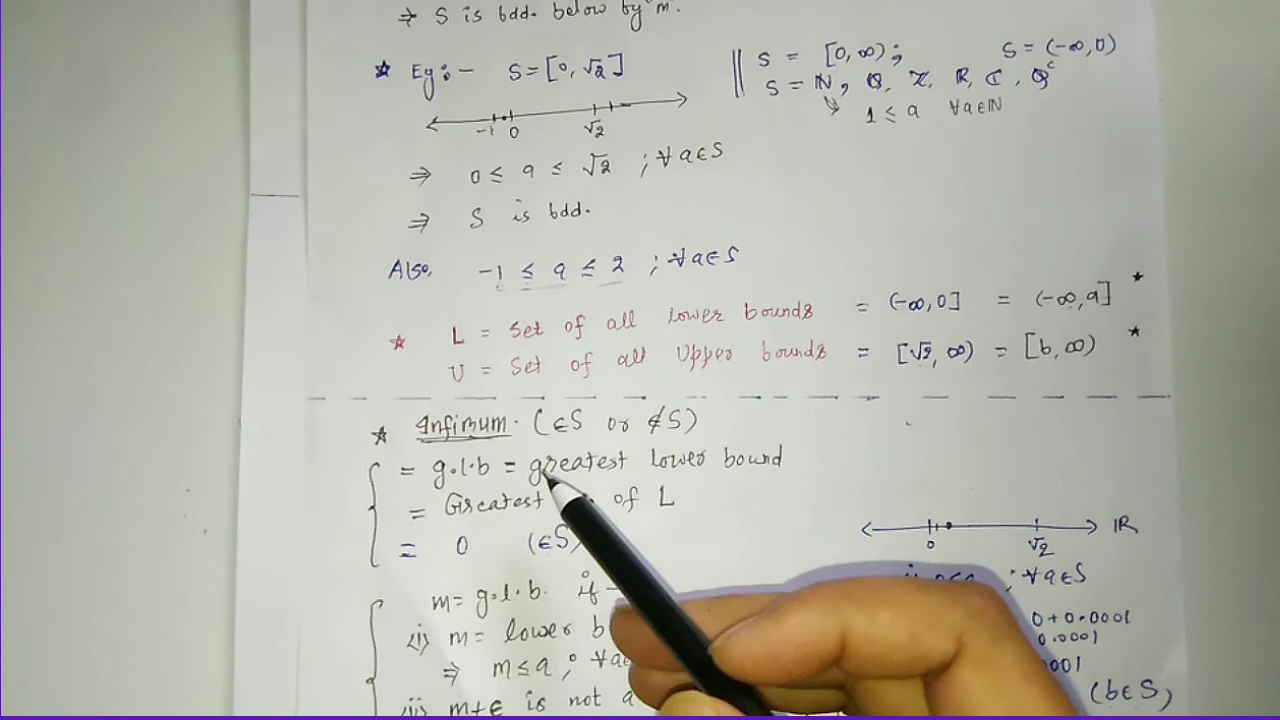 ⇒ S is bdd. below by "m".
★ Eg:- S = [0, √2]
S = [0, ∞); S = (-∞, 0)
S = ℕ, ℚ, ℤ, ℝ, ℂ, ℚᶜ
1 ≤ a ∀a∈ℕ
-1 0 √2
⇒ 0 ≤ a ≤ √2 ; ∀a∈S
⇒ S is bdd.
Also, -1 ≤ a ≤ 2 ; ∀a∈S
★ L = Set of all lower bounds = (-∞, 0] = (-∞, a] ★
U = Set of all Upper bounds = [√2, ∞) = [b, ∞) ★
★ Infimum. (∈S or ∉S)
= g.l.b = greatest lower bound
= Greatest of L
= 0 (∈S)
0 √2 ℝ
m = g.l.b. if
(i) m = lower b
⇒ m ≤ a ; ∀a
(ii) m+ε is not a
; ∀a∈S
0 + 0.0001
0.0001
(b∈S)